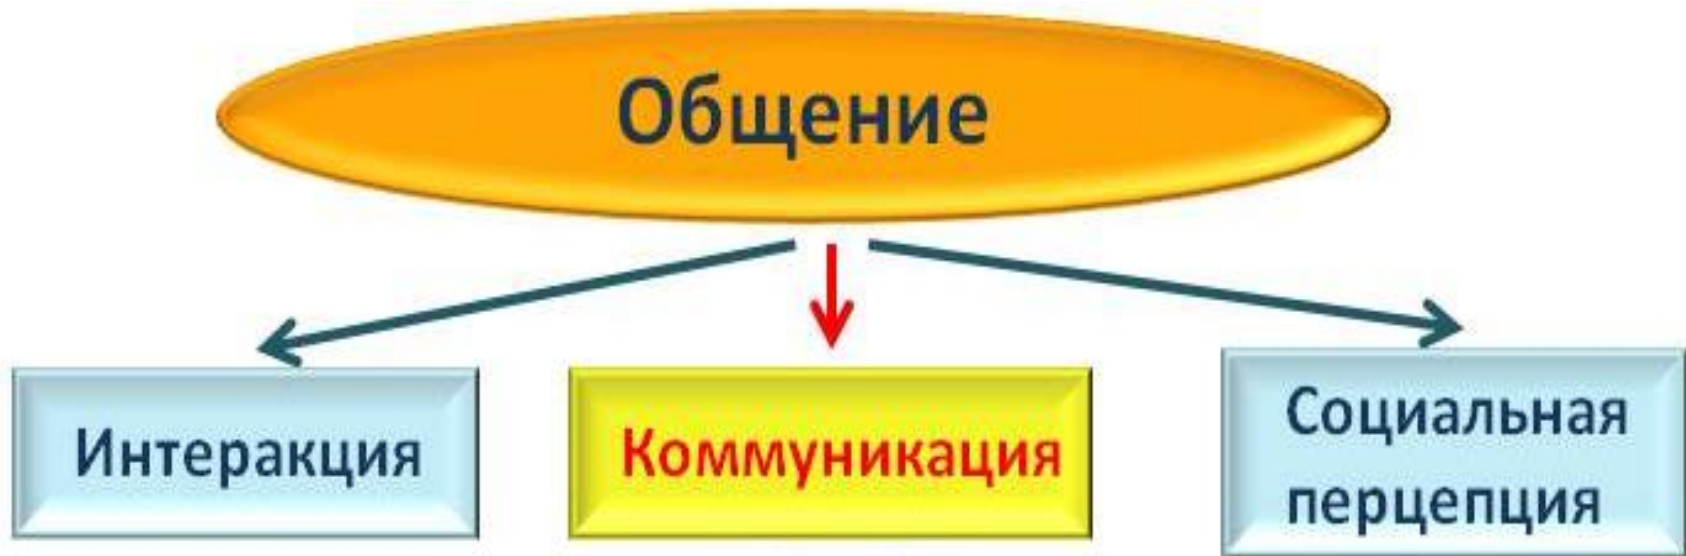 Общение
Интеракция
Коммуникация
Социальная
перцепция